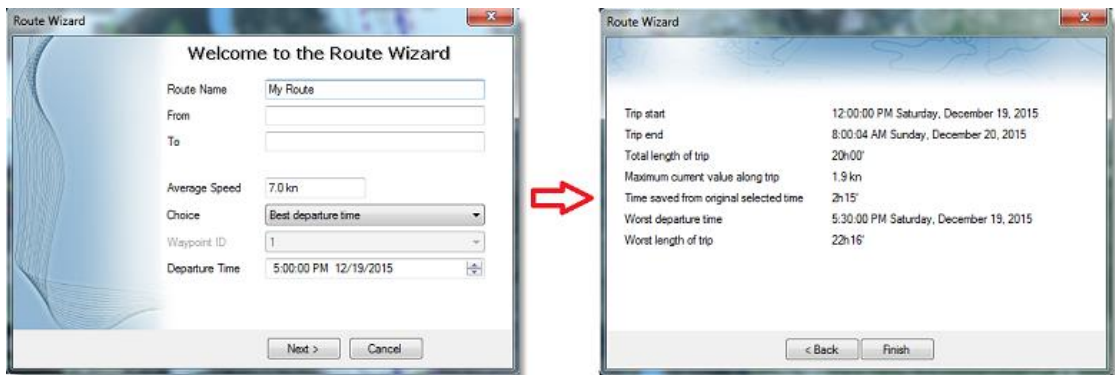 Route Wizard
Welcome to the Route Wizard
Route Name My Route
From
To
Average Speed 7.0 kn
Choice Best departure time
Waypoint ID 1
Departure Time 5:00:00 PM 12/19/2015
Next > Cancel
Route Wizard
Trip start 12:00:00 PM Saturday, December 19, 2015
Trip end 8:00:04 AM Sunday, December 20, 2015
Total length of trip 20h00'
Maximum current value along trip 1.9 kn
Time saved from original selected time 2h15'
Worst departure time 5:30:00 PM Saturday, December 19, 2015
Worst length of trip 22h16'
< Back Finish